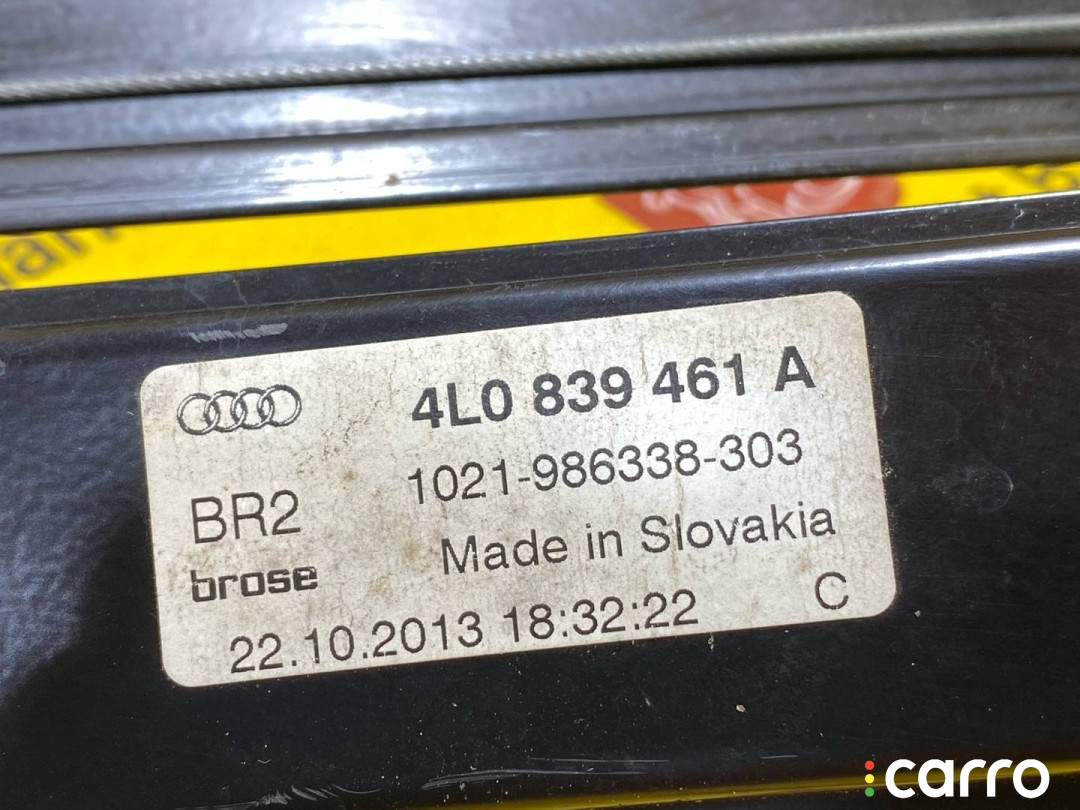 4L0 839 461 A
1021-986338-303
BR2
Made in Slovakia
brose
22.10.2013 18:32:22
C
carro